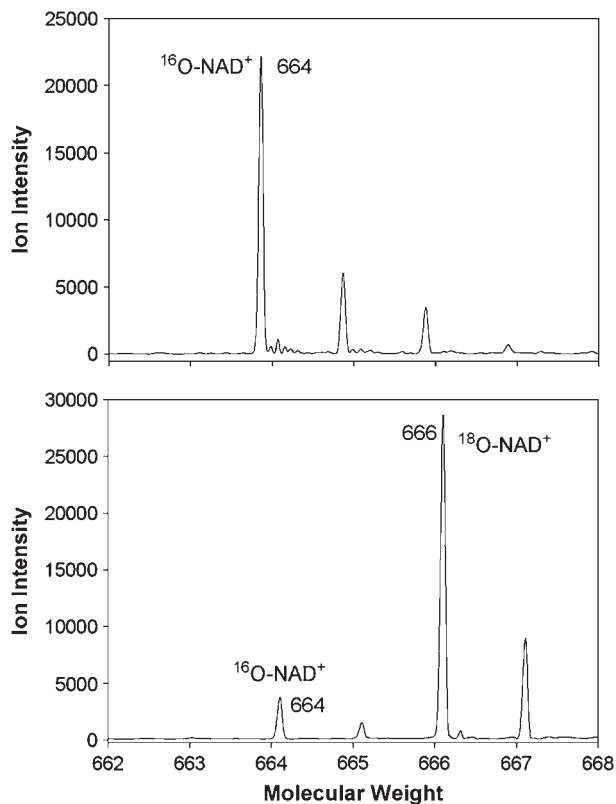 25000
20000
15000
10000
5000
0
Ion Intensity
¹⁶O-NAD⁺ 664
30000
25000
20000
15000
10000
5000
0
Ion Intensity
666 ¹⁸O-NAD⁺
¹⁶O-NAD⁺
664
662 663 664 665 666 667 668
Molecular Weight